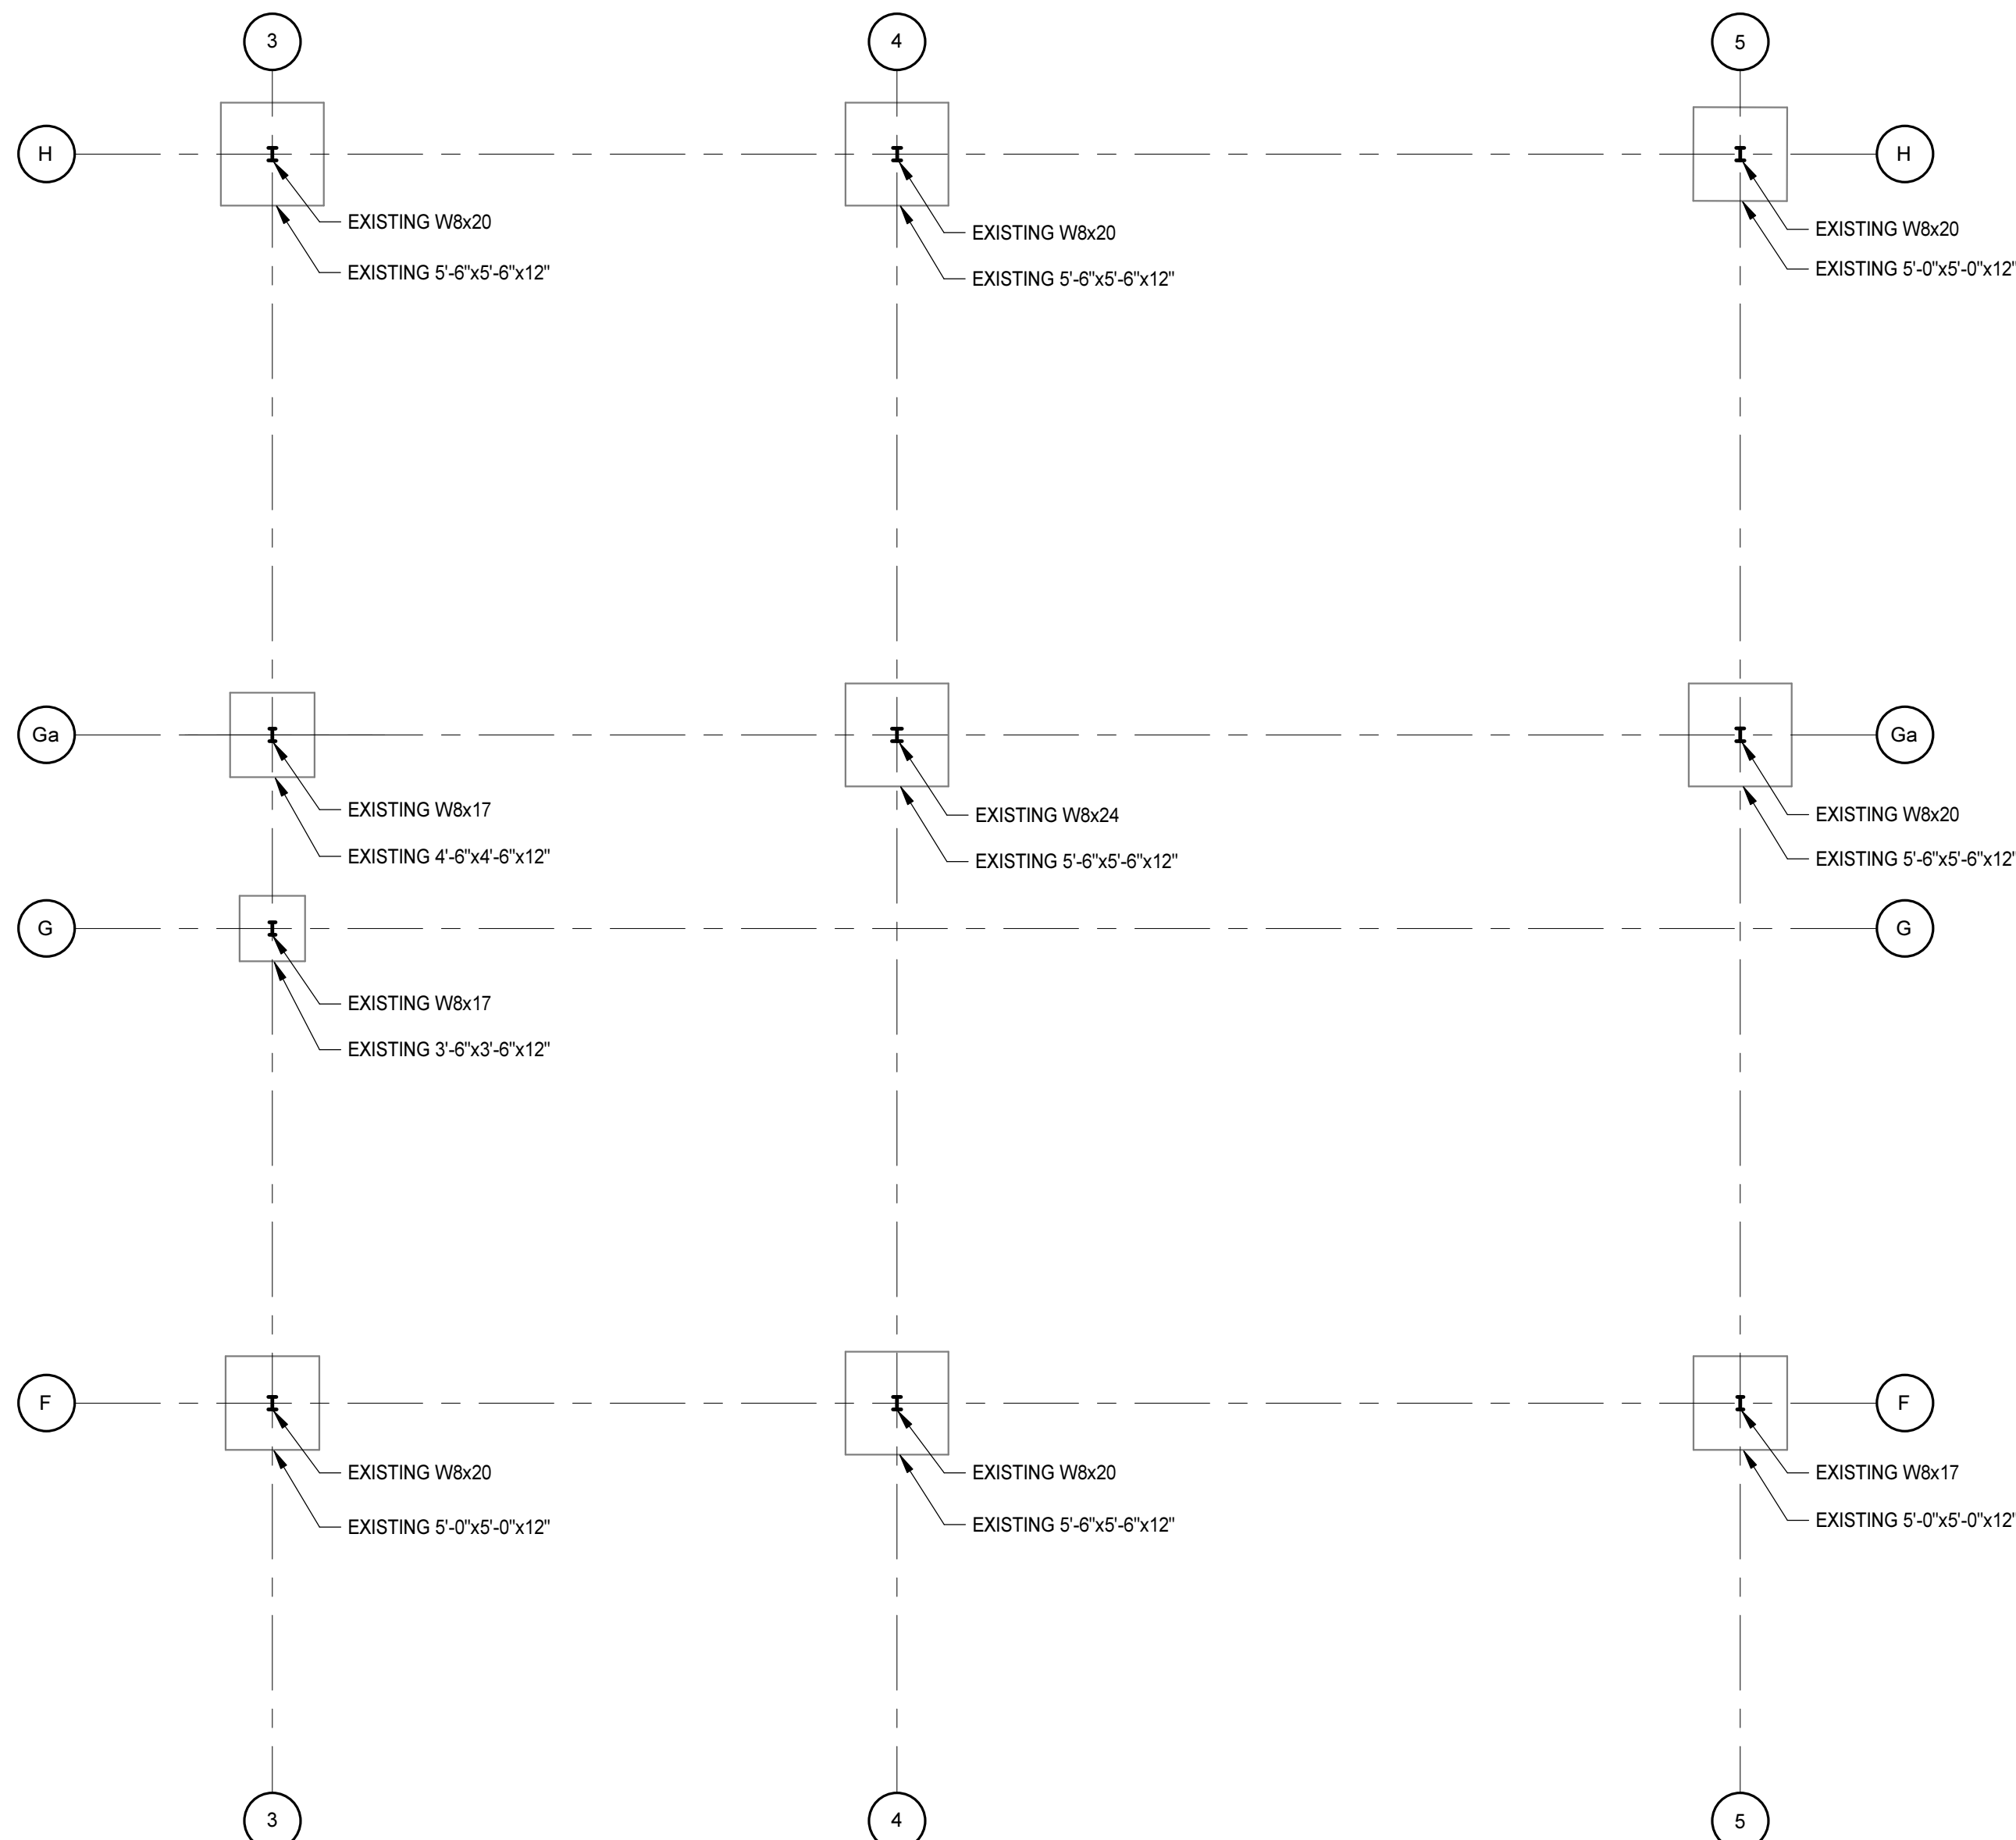 3
4
5
H
H
EXISTING W8x20
EXISTING W8x20
EXISTING W8x20
EXISTING 5'-6"x5'-6"x12"
EXISTING 5'-6"x5'-6"x12"
EXISTING 5'-0"x5'-0"x12"
Ga
Ga
EXISTING W8x17
EXISTING W8x24
EXISTING W8x20
EXISTING 4'-6"x4'-6"x12"
EXISTING 5'-6"x5'-6"x12"
EXISTING 5'-6"x5'-6"x12"
G
G
EXISTING W8x17
EXISTING 3'-6"x3'-6"x12"
F
F
EXISTING W8x20
EXISTING W8x20
EXISTING W8x17
EXISTING 5'-0"x5'-0"x12"
EXISTING 5'-6"x5'-6"x12"
EXISTING 5'-0"x5'-0"x12"
3
4
5